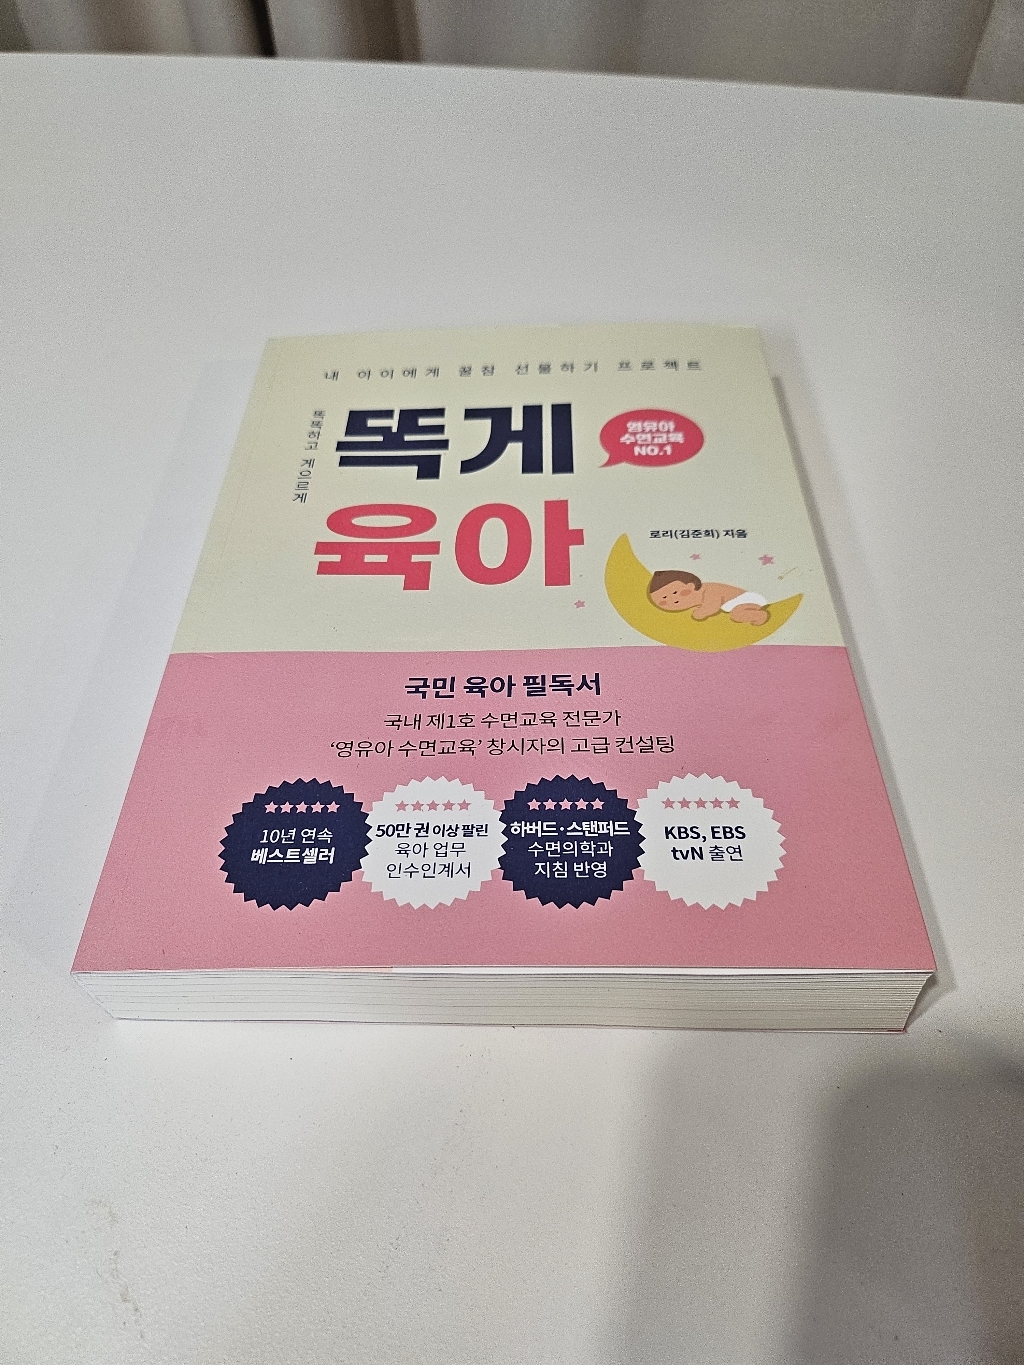 내 아이에게 꿀잠 선물하기 프로젝트
똑똑하고 게으르게
똑게
육아
영유아
수면교육
NO.1
로리(김준희) 지음
국민 육아 필독서
국내 제1호 수면교육 전문가
‘영유아 수면교육’ 창시자의 고급 컨설팅
10년 연속
베스트셀러
50만 권 이상 팔린
육아 업무
인수인계서
하버드·스탠퍼드
수면의학과
지침 반영
KBS, EBS
tvN 출연